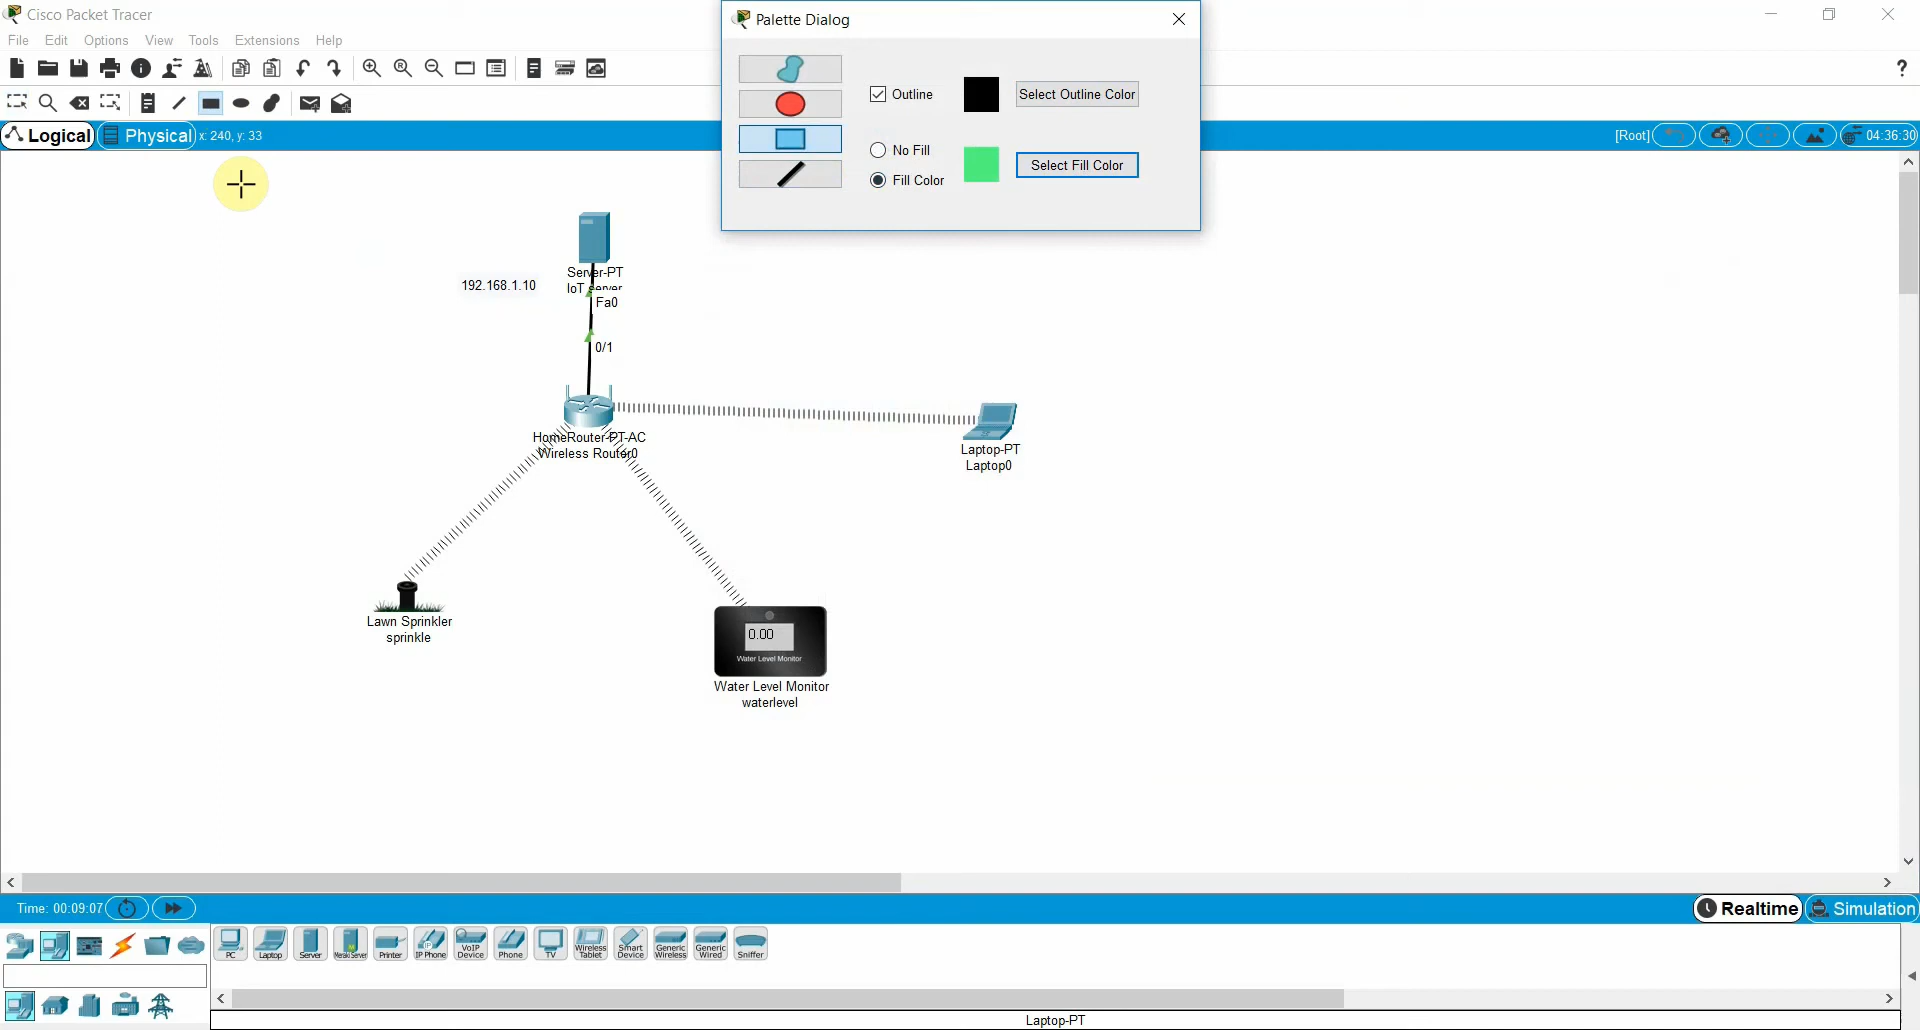 Cisco Packet Tracer
File Edit Options View Tools Extensions Help
Palette Dialog
Outline
Select Outline Color
No Fill
Fill Color
Select Fill Color
?
Logical
Physical
x: 240, y: 33
[Root]
04:36:30
Server-PT
IoT server
192.168.1.10
Fa0
0/1
HomeRouter-PT-AC
Wireless Router0
Laptop-PT
Laptop0
Lawn Sprinkler
sprinkle
0.00
Water Level Monitor
Water Level Monitor
waterlevel
Time: 00:09:07
Realtime
Simulation
PC
Laptop
Server
Meraki Server
Printer
IP Phone
VoIP Device
Phone
TV
Wireless Tablet
Smart Device
Generic Wireless
Generic Wired
Sniffer
Laptop-PT